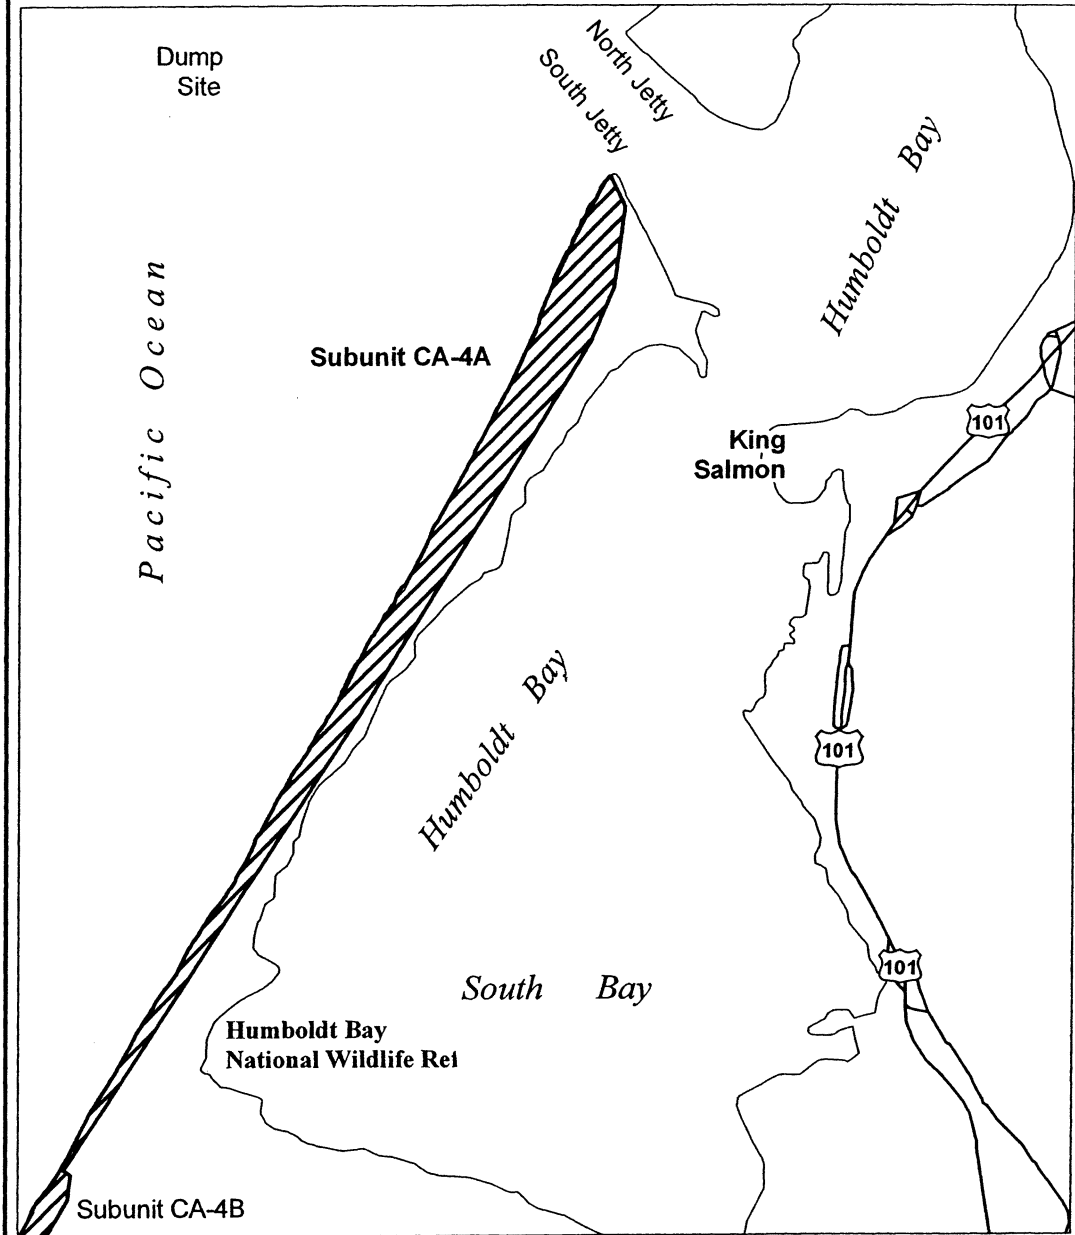 Dump
Site
North Jetty
South Jetty
Humboldt Bay
Pacific Ocean
Subunit CA-4A
101
King
Salmon
Humboldt Bay
101
101
South Bay
Humboldt Bay
National Wildlife Rei
Subunit CA-4B